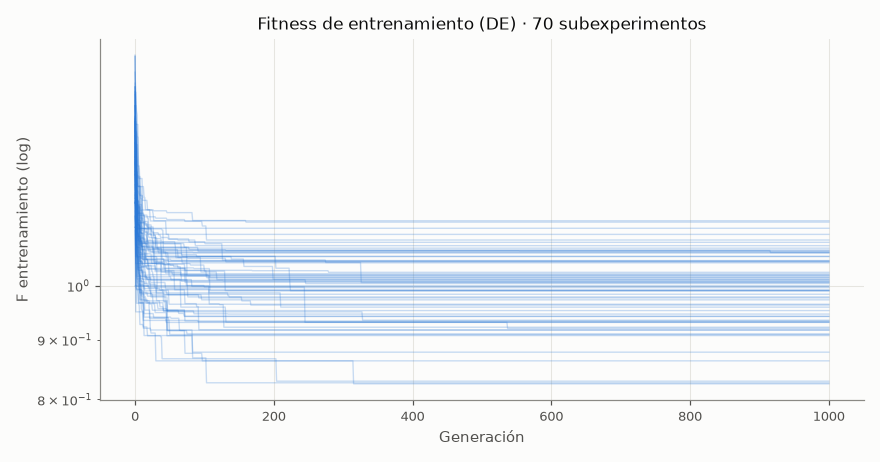 Fitness de entrenamiento (DE) · 70 subexperimentos
F entrenamiento (log)
10⁰
9 × 10⁻¹
8 × 10⁻¹
0 200 400 600 800 1000
Generación